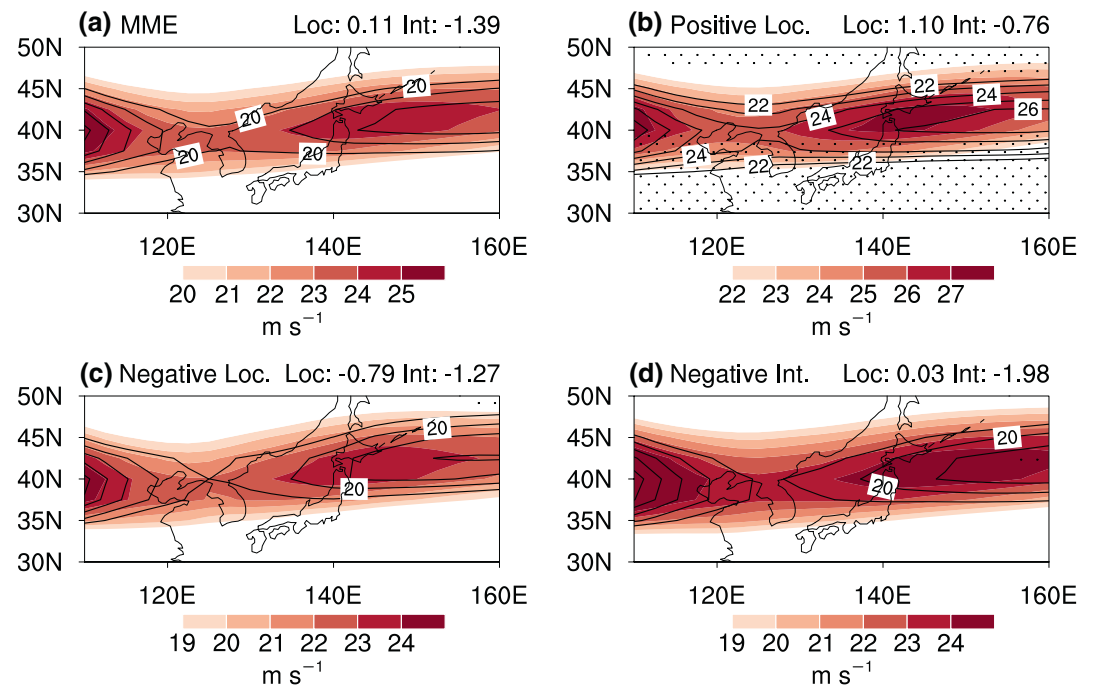 (a) MME Loc: 0.11 Int: -1.39
50N
45N
40N
35N
30N
20
20
20
20
120E 140E 160E
20 21 22 23 24 25
m s−1
(b) Positive Loc. Loc: 1.10 Int: -0.76
50N
45N
40N
35N
30N
22
22
24
24
26
24
22
22
120E 140E 160E
22 23 24 25 26 27
m s−1
(c) Negative Loc. Loc: -0.79 Int: -1.27
50N
45N
40N
35N
30N
20
20
120E 140E 160E
19 20 21 22 23 24
m s−1
(d) Negative Int. Loc: 0.03 Int: -1.98
50N
45N
40N
35N
30N
20
20
120E 140E 160E
19 20 21 22 23 24
m s−1